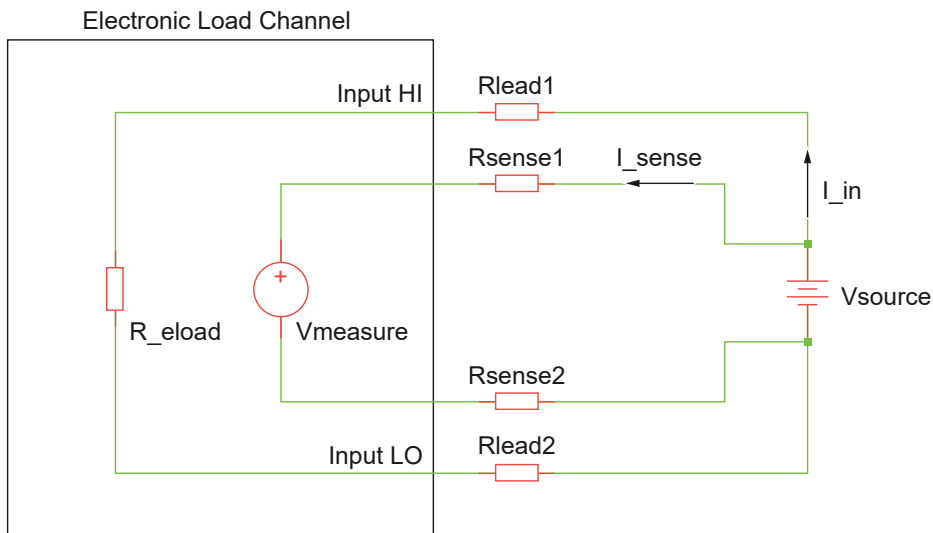 Electronic Load Channel
Input HI
Rlead1
Rsense1
I_sense
I_in
R_eload
Vmeasure
Vsource
Rsense2
Input LO
Rlead2